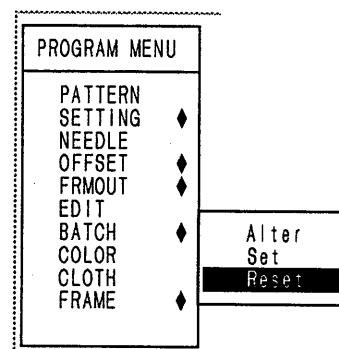 PROGRAM MENU
PATTERN
SETTING ♦
NEEDLE
OFFSET ♦
FRMOUT ♦
EDIT
BATCH ♦
COLOR
CLOTH
FRAME ♦
Alter
Set
Reset